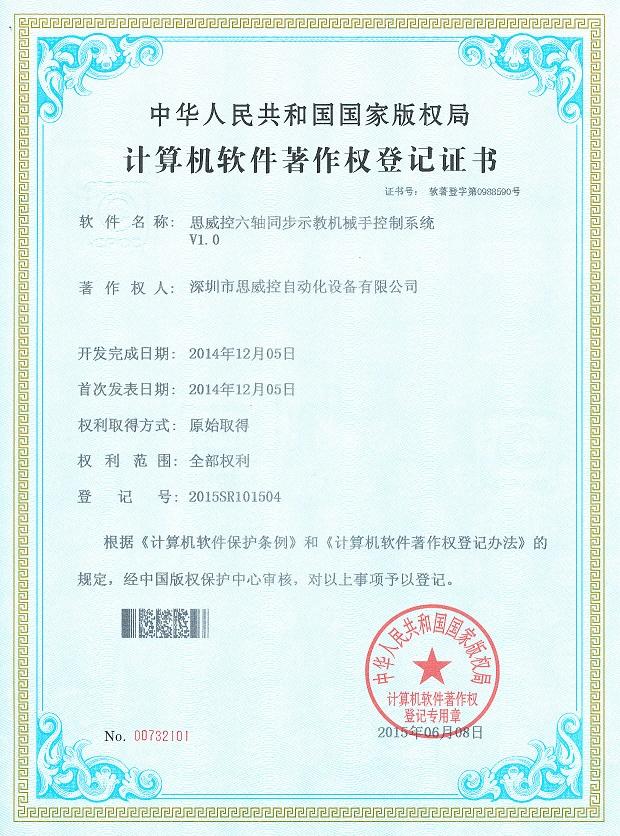 中华人民共和国国家版权局
计算机软件著作权登记证书
证书号： 软著登字第0988590号
软件名称： 思威控六轴同步示教机械手控制系统
V1.0
著作权人： 深圳市思威控自动化设备有限公司
开发完成日期： 2014年12月05日
首次发表日期： 2014年12月05日
权利取得方式： 原始取得
权利范围： 全部权利
登记号： 2015SR101504
根据《计算机软件保护条例》和《计算机软件著作权登记办法》的
规定，经中国版权保护中心审核，对以上事项予以登记。
中华人民共和国国家版权局
计算机软件著作权
登记专用章
2015年06月08日
No. 00732101